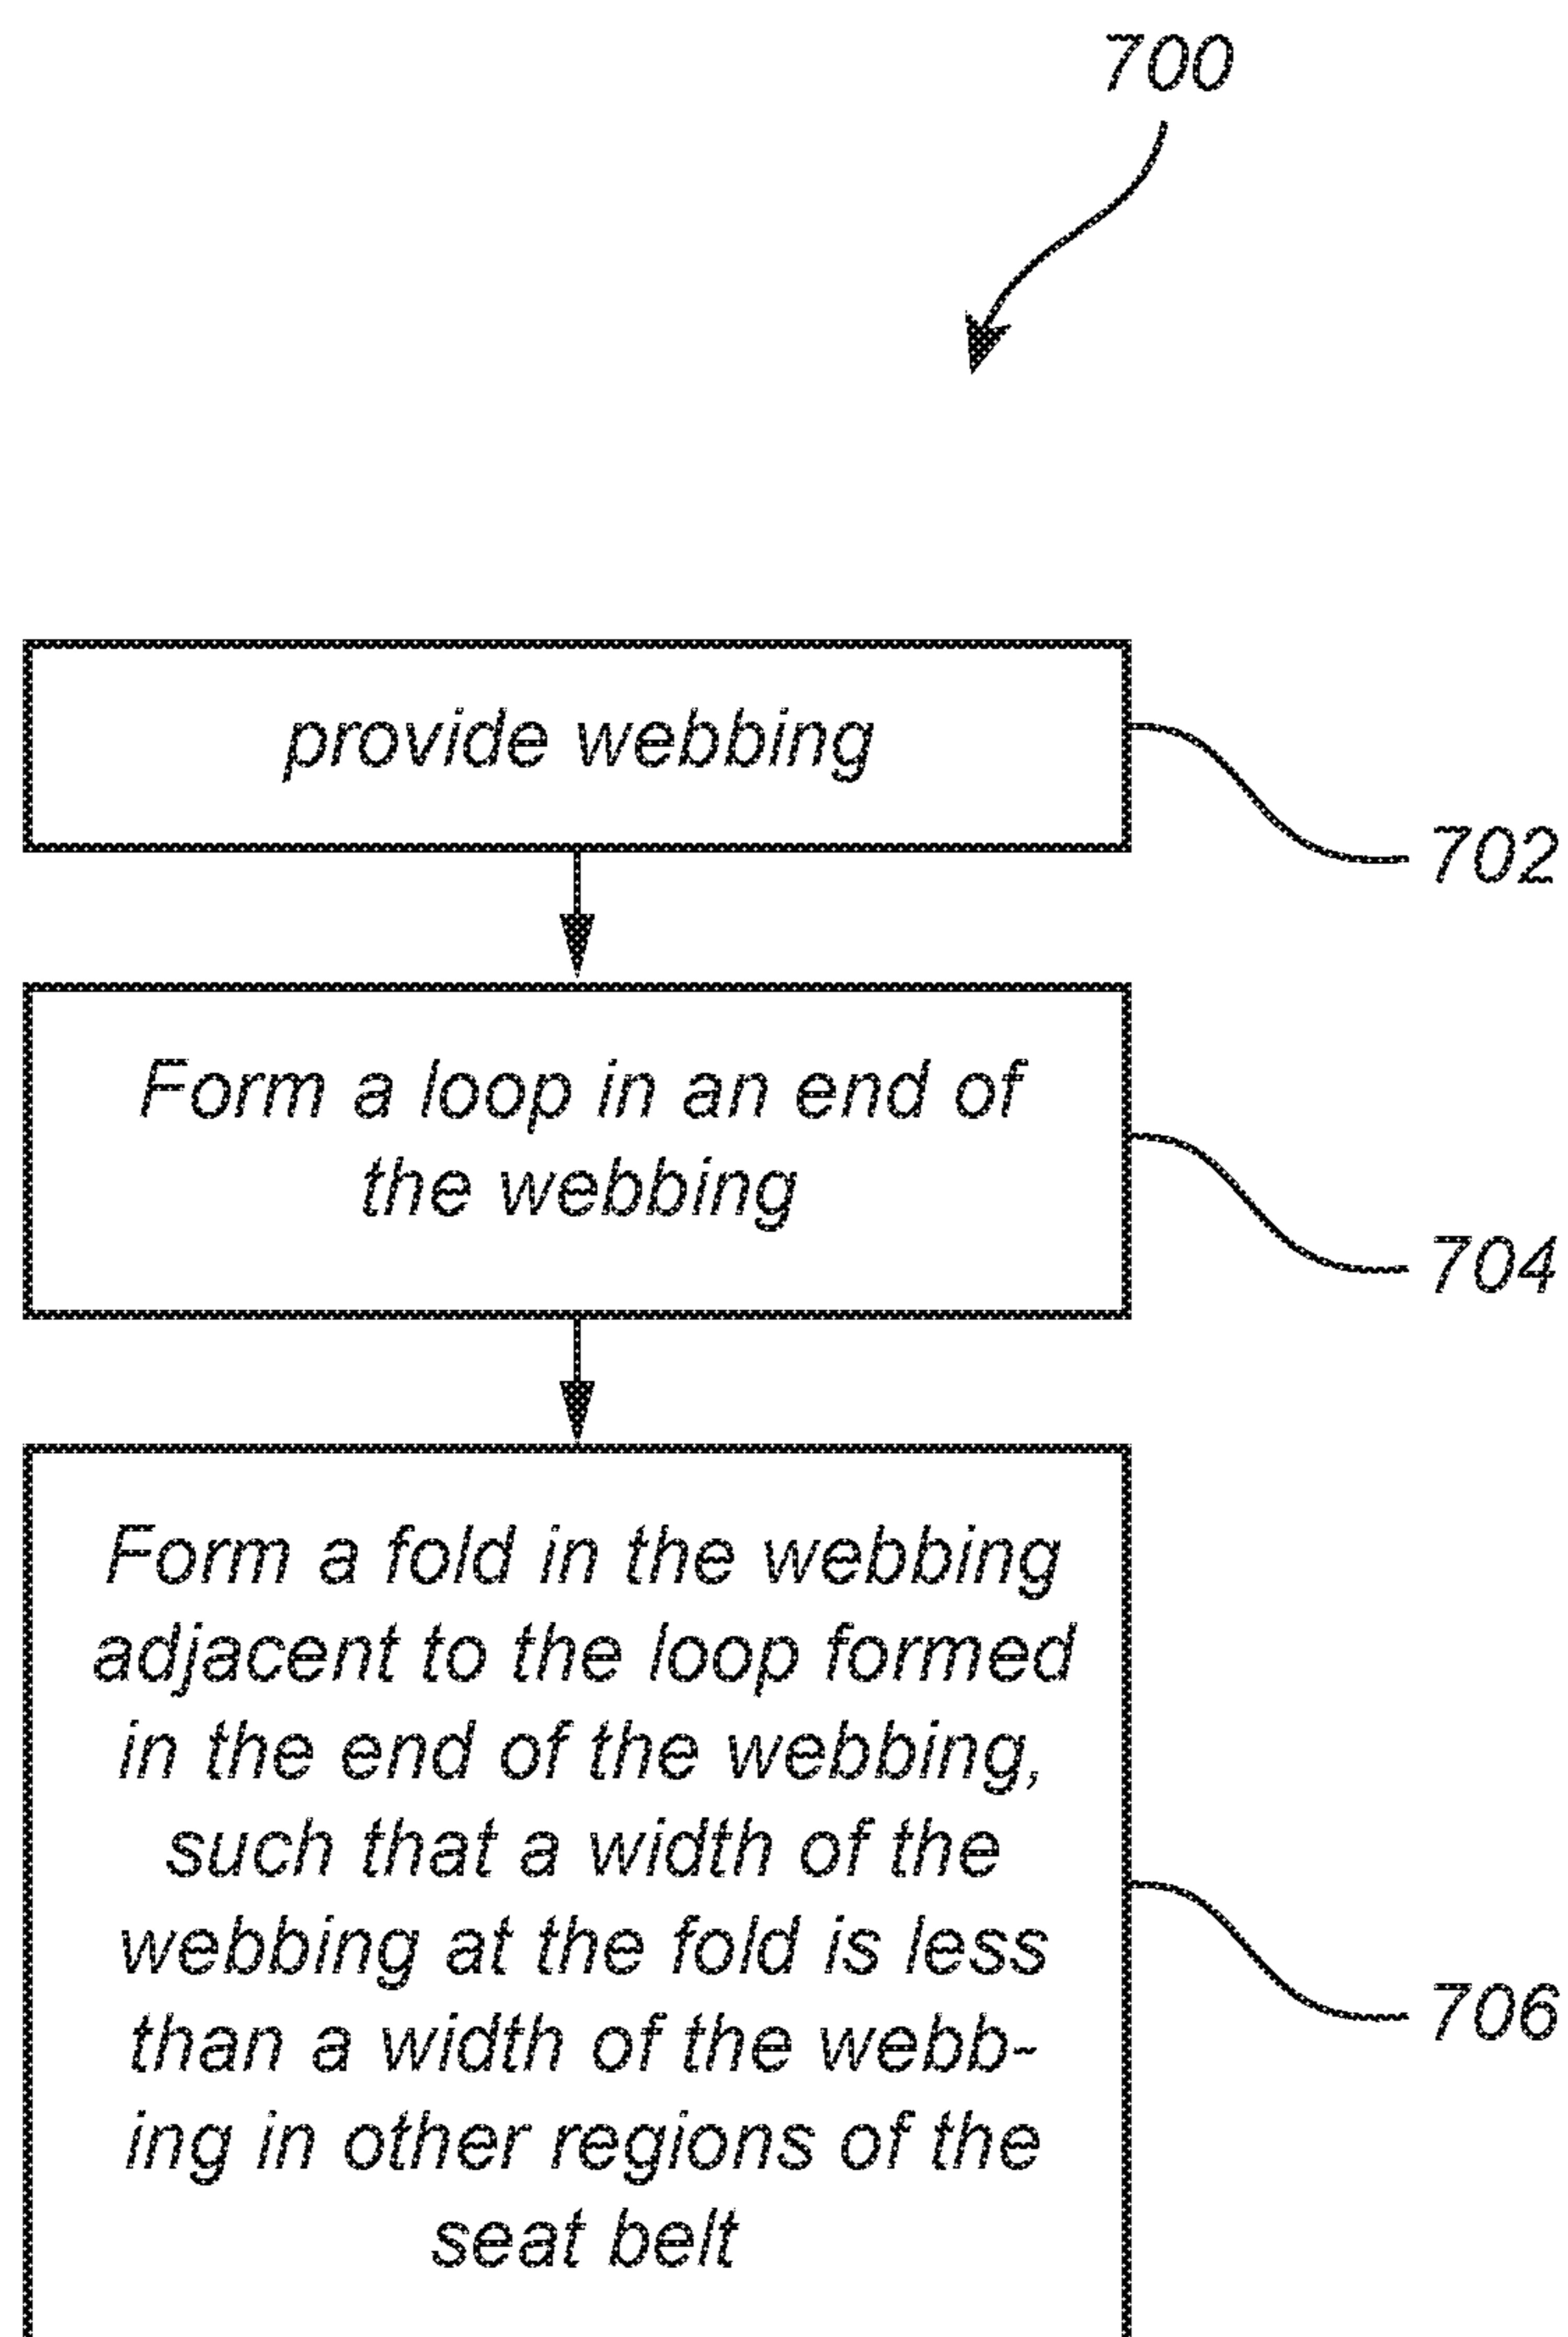 700
provide webbing
702
Form a loop in an end of
the webbing
704
Form a fold in the webbing
adjacent to the loop formed
in the end of the webbing,
such that a width of the
webbing at the fold is less
than a width of the webb-
ing in other regions of the
seat belt
706